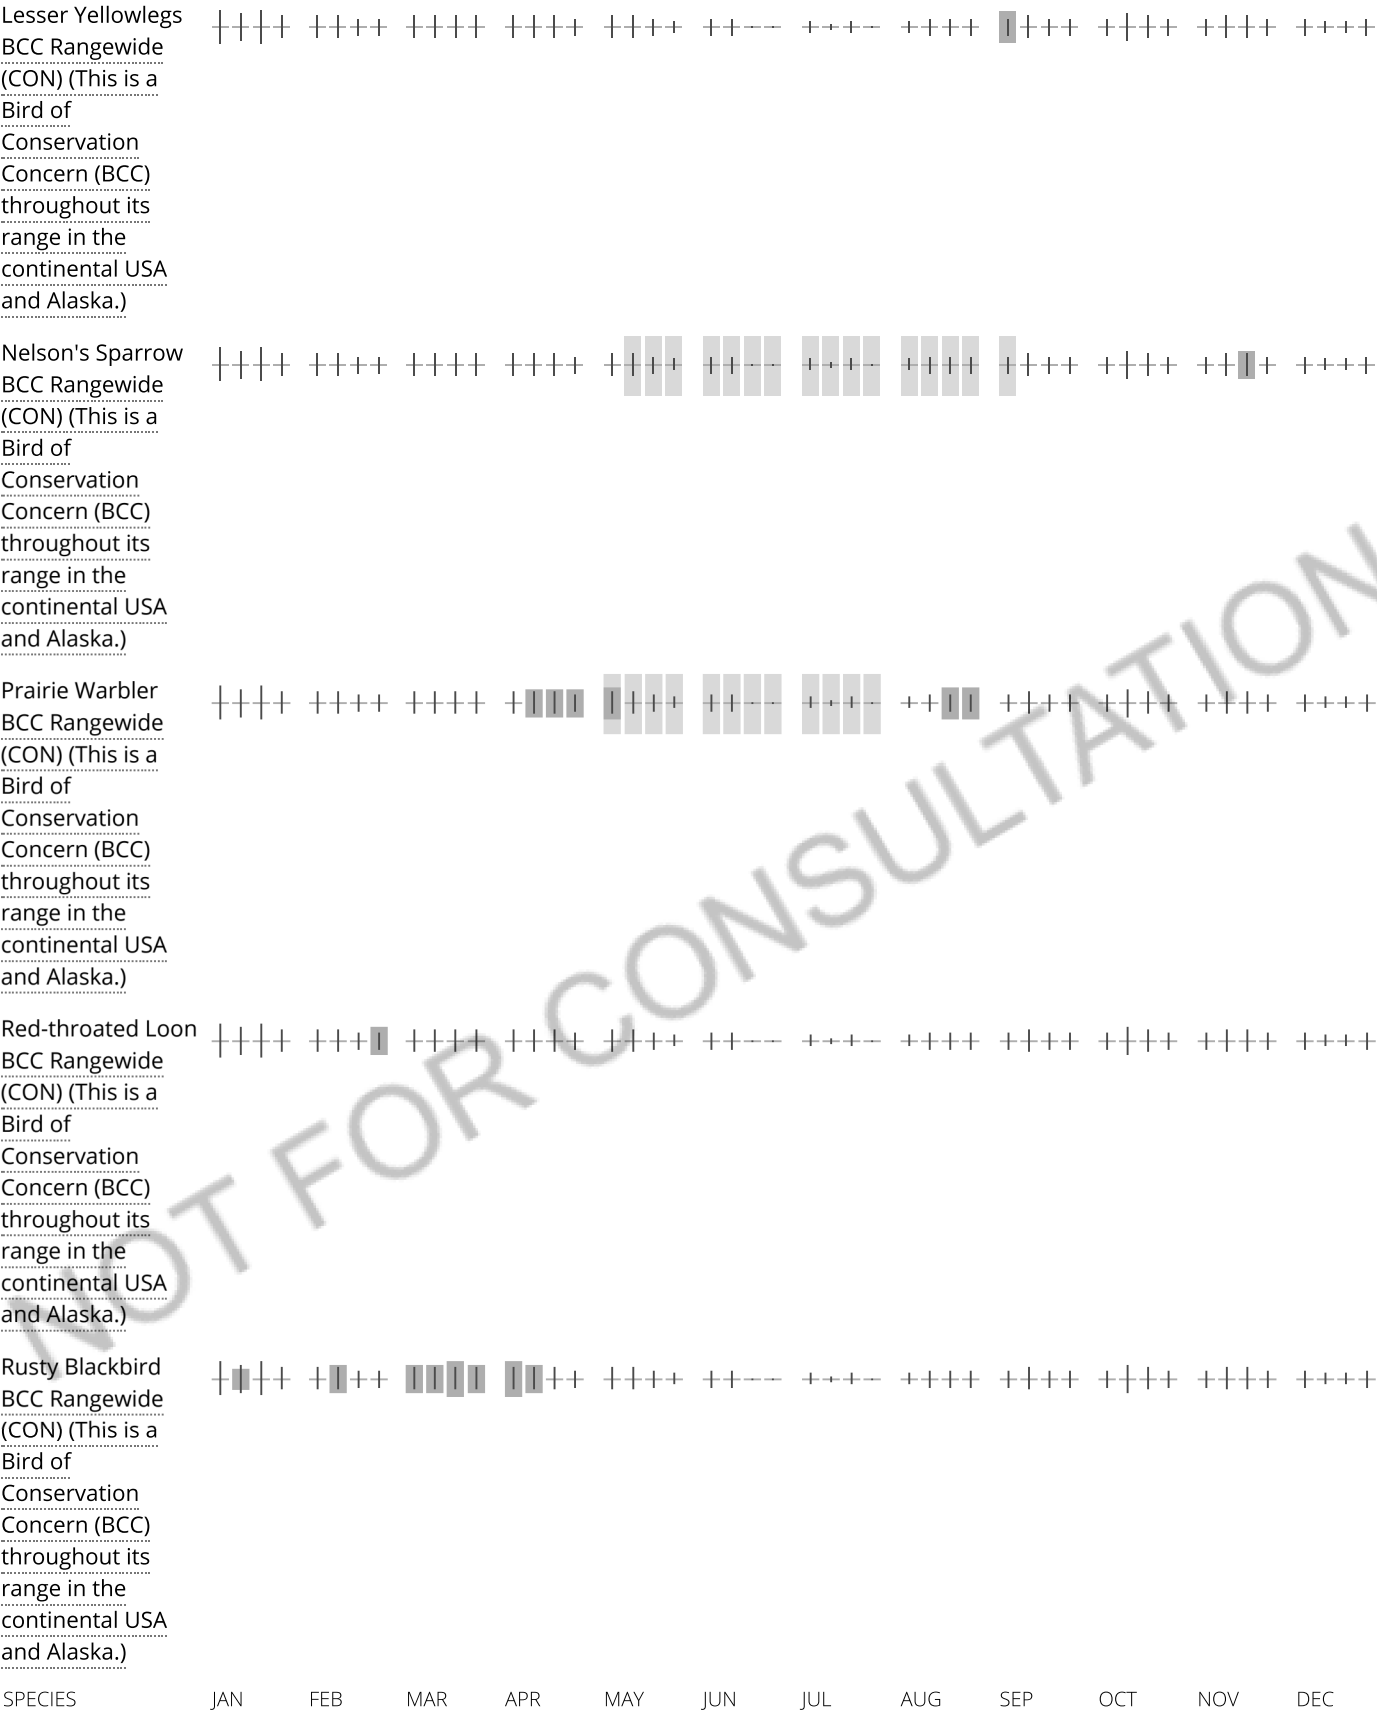 Lesser Yellowlegs
BCC Rangewide
(CON) (This is a
Bird of
Conservation
Concern (BCC)
throughout its
range in the
continental USA
and Alaska.)
Nelson's Sparrow
BCC Rangewide
(CON) (This is a
Bird of
Conservation
Concern (BCC)
throughout its
range in the
continental USA
and Alaska.)
Prairie Warbler
BCC Rangewide
(CON) (This is a
Bird of
Conservation
Concern (BCC)
throughout its
range in the
continental USA
and Alaska.)
Red-throated Loon
BCC Rangewide
(CON) (This is a
Bird of
Conservation
Concern (BCC)
throughout its
range in the
continental USA
and Alaska.)
Rusty Blackbird
BCC Rangewide
(CON) (This is a
Bird of
Conservation
Concern (BCC)
throughout its
range in the
continental USA
and Alaska.)
SPECIES JAN FEB MAR APR MAY JUN JUL AUG SEP OCT NOV DEC
NOT FOR CONSULTATION